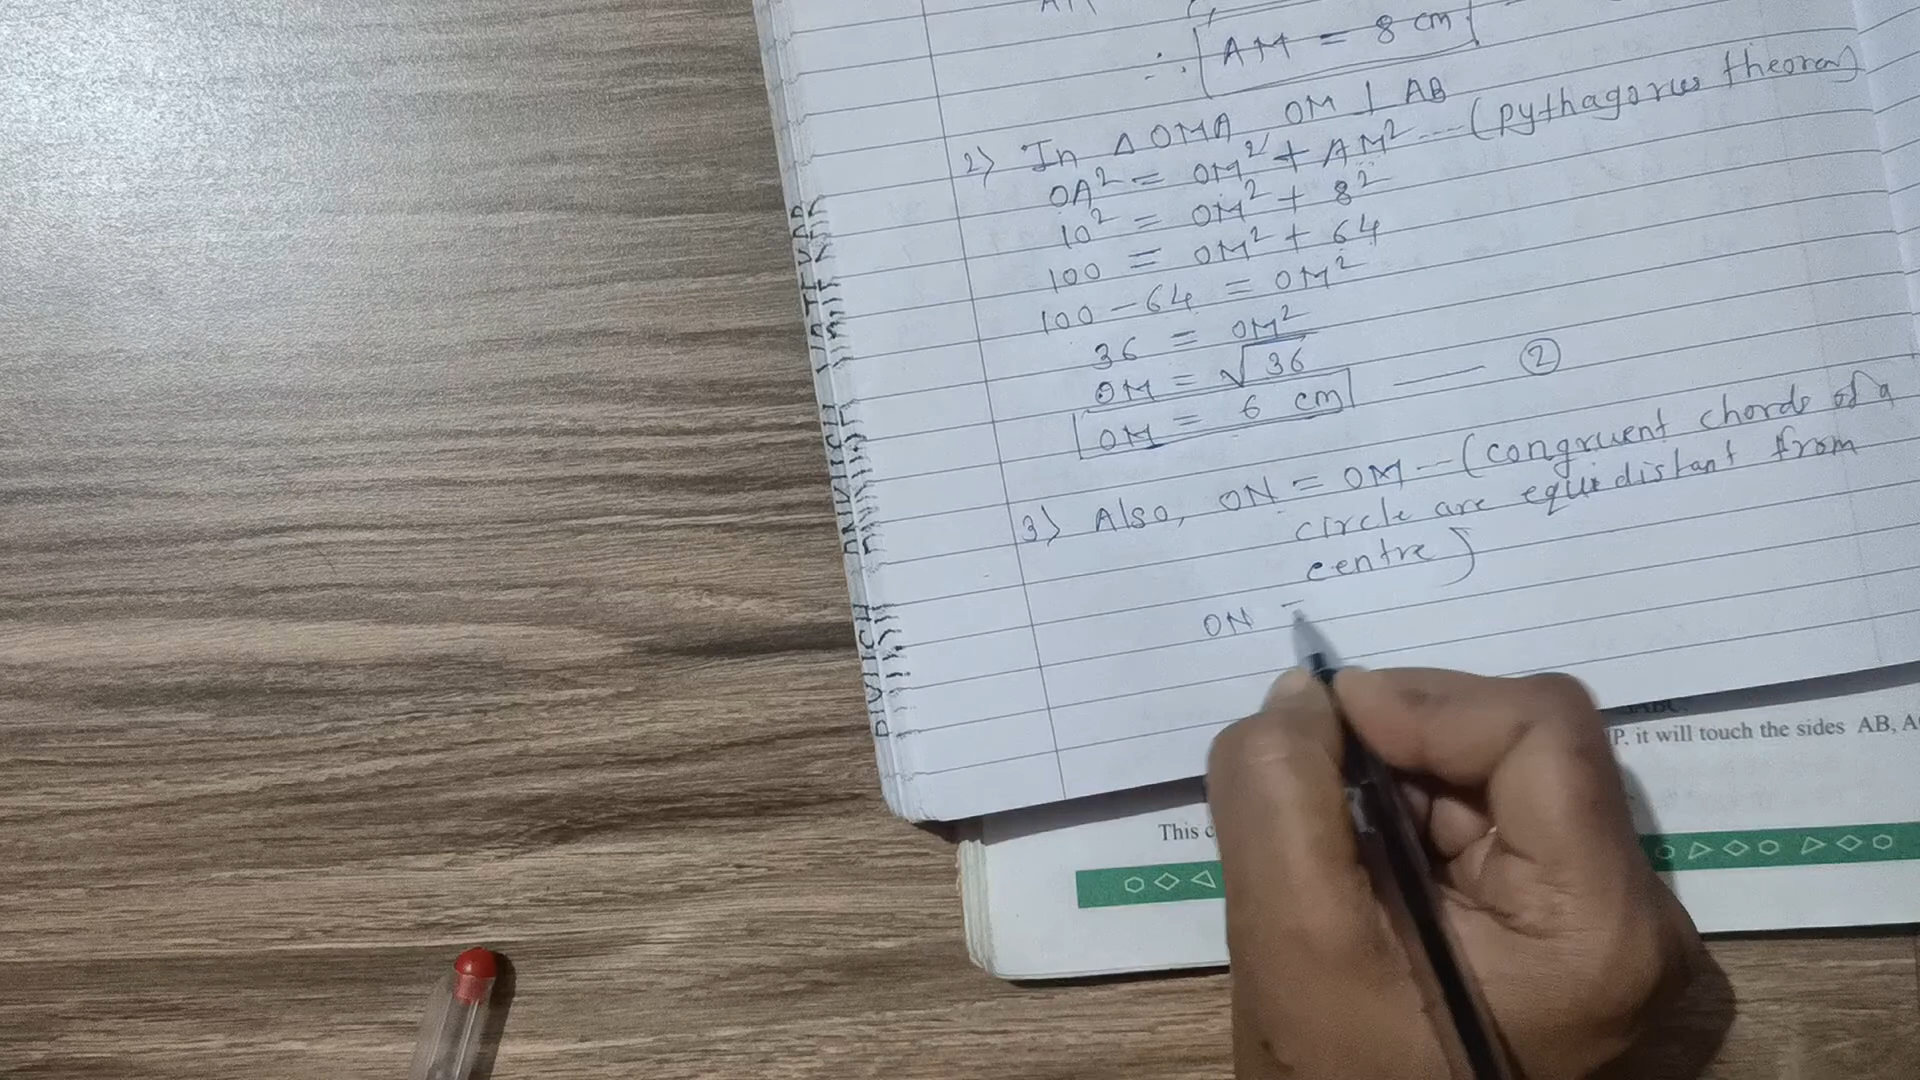 ∴ AM = 8 cm
2) In △OMA, OM ⊥ AB
OA² = OM² + AM² --- (pythagorus theorem)
10² = OM² + 8²
100 = OM² + 64
100 - 64 = OM²
36 = OM²
OM = √36
OM = 6 cm —— ②
3) Also, ON = OM --- (congruent chords of a
circle are equidistant from
centre)
ON =
P, it will touch the sides AB, A
This c